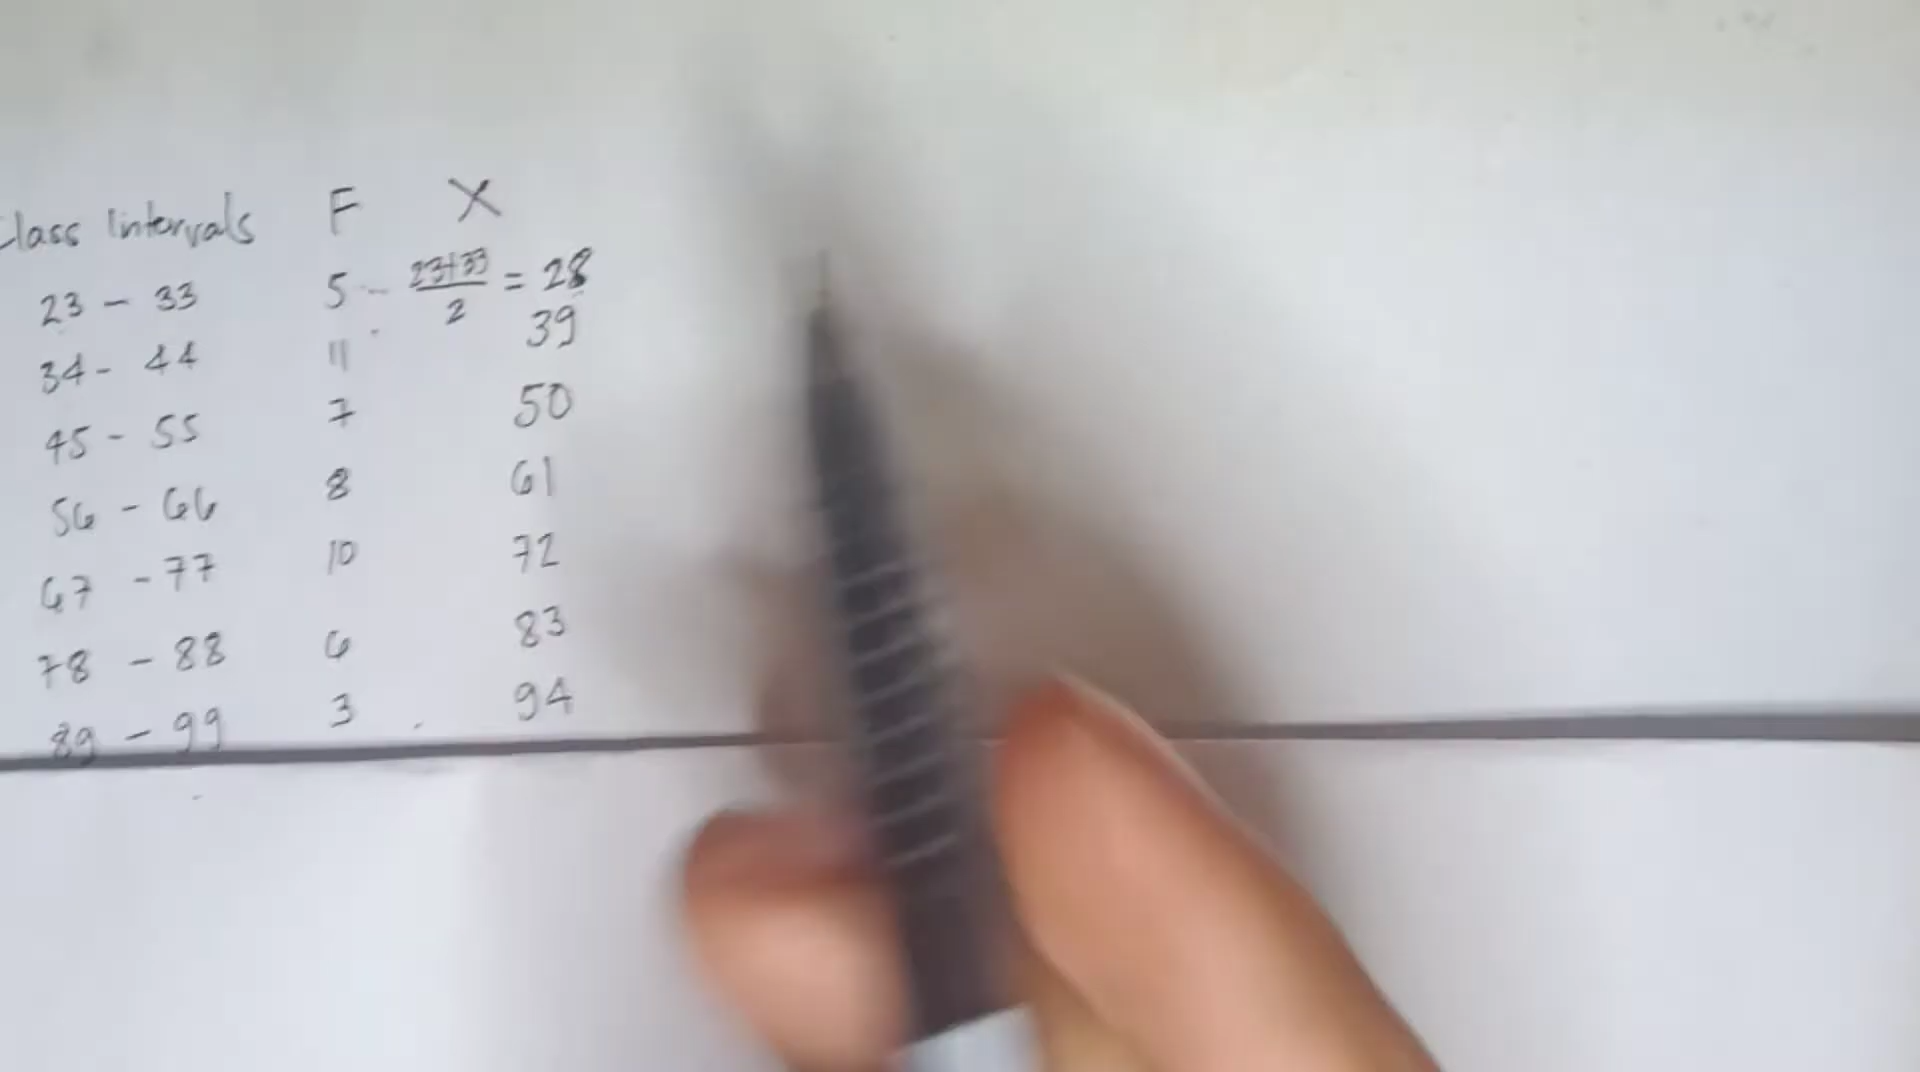 Class Intervals F X
23 - 33 5 - 23+33/2 = 28
34 - 44 11 39
45 - 55 7 50
56 - 66 8 61
67 - 77 10 72
78 - 88 6 83
89 - 99 3 94